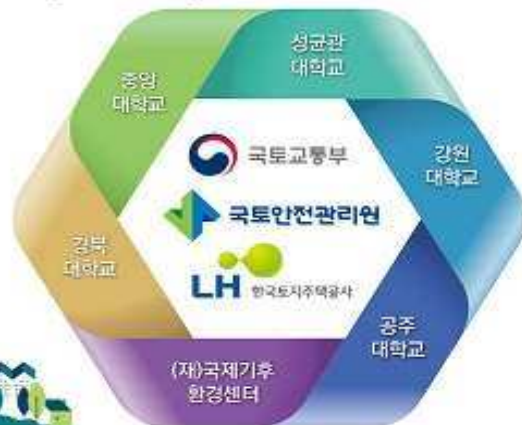 성균관
대학교
중앙
대학교
강원
대학교
국토교통부
국토안전관리원
LH 한국토지주택공사
경북
대학교
공주
대학교
(재)국제기후
환경센터